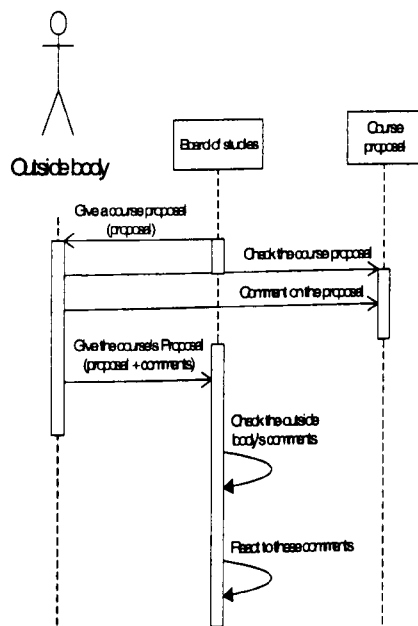 Course
proposal
Board of studies
Outside body
Give a course proposal
(proposal)
Check the course proposal
Comment on the proposal
Give the course's Proposal
(proposal + comments)
Check the outside
body's comments
React to these comments